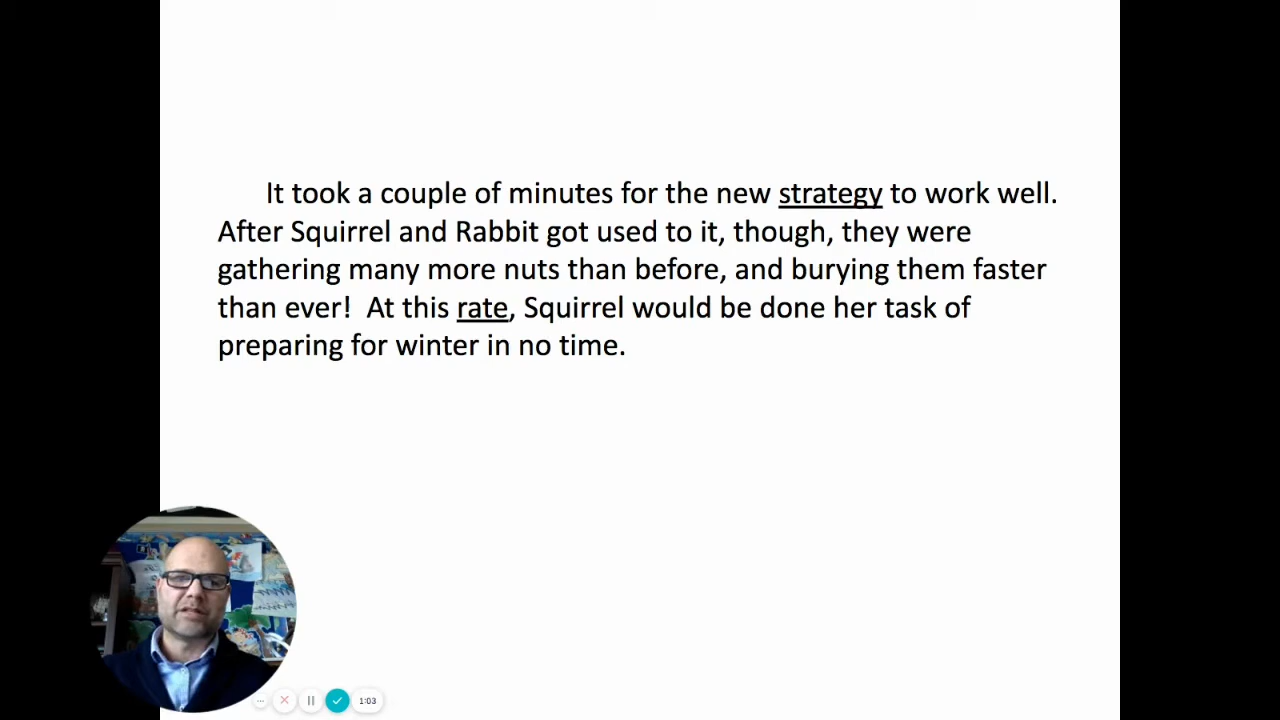 It took a couple of minutes for the new strategy to work well.
After Squirrel and Rabbit got used to it, though, they were
gathering many more nuts than before, and burying them faster
than ever!  At this rate, Squirrel would be done her task of
preparing for winter in no time.
1:03